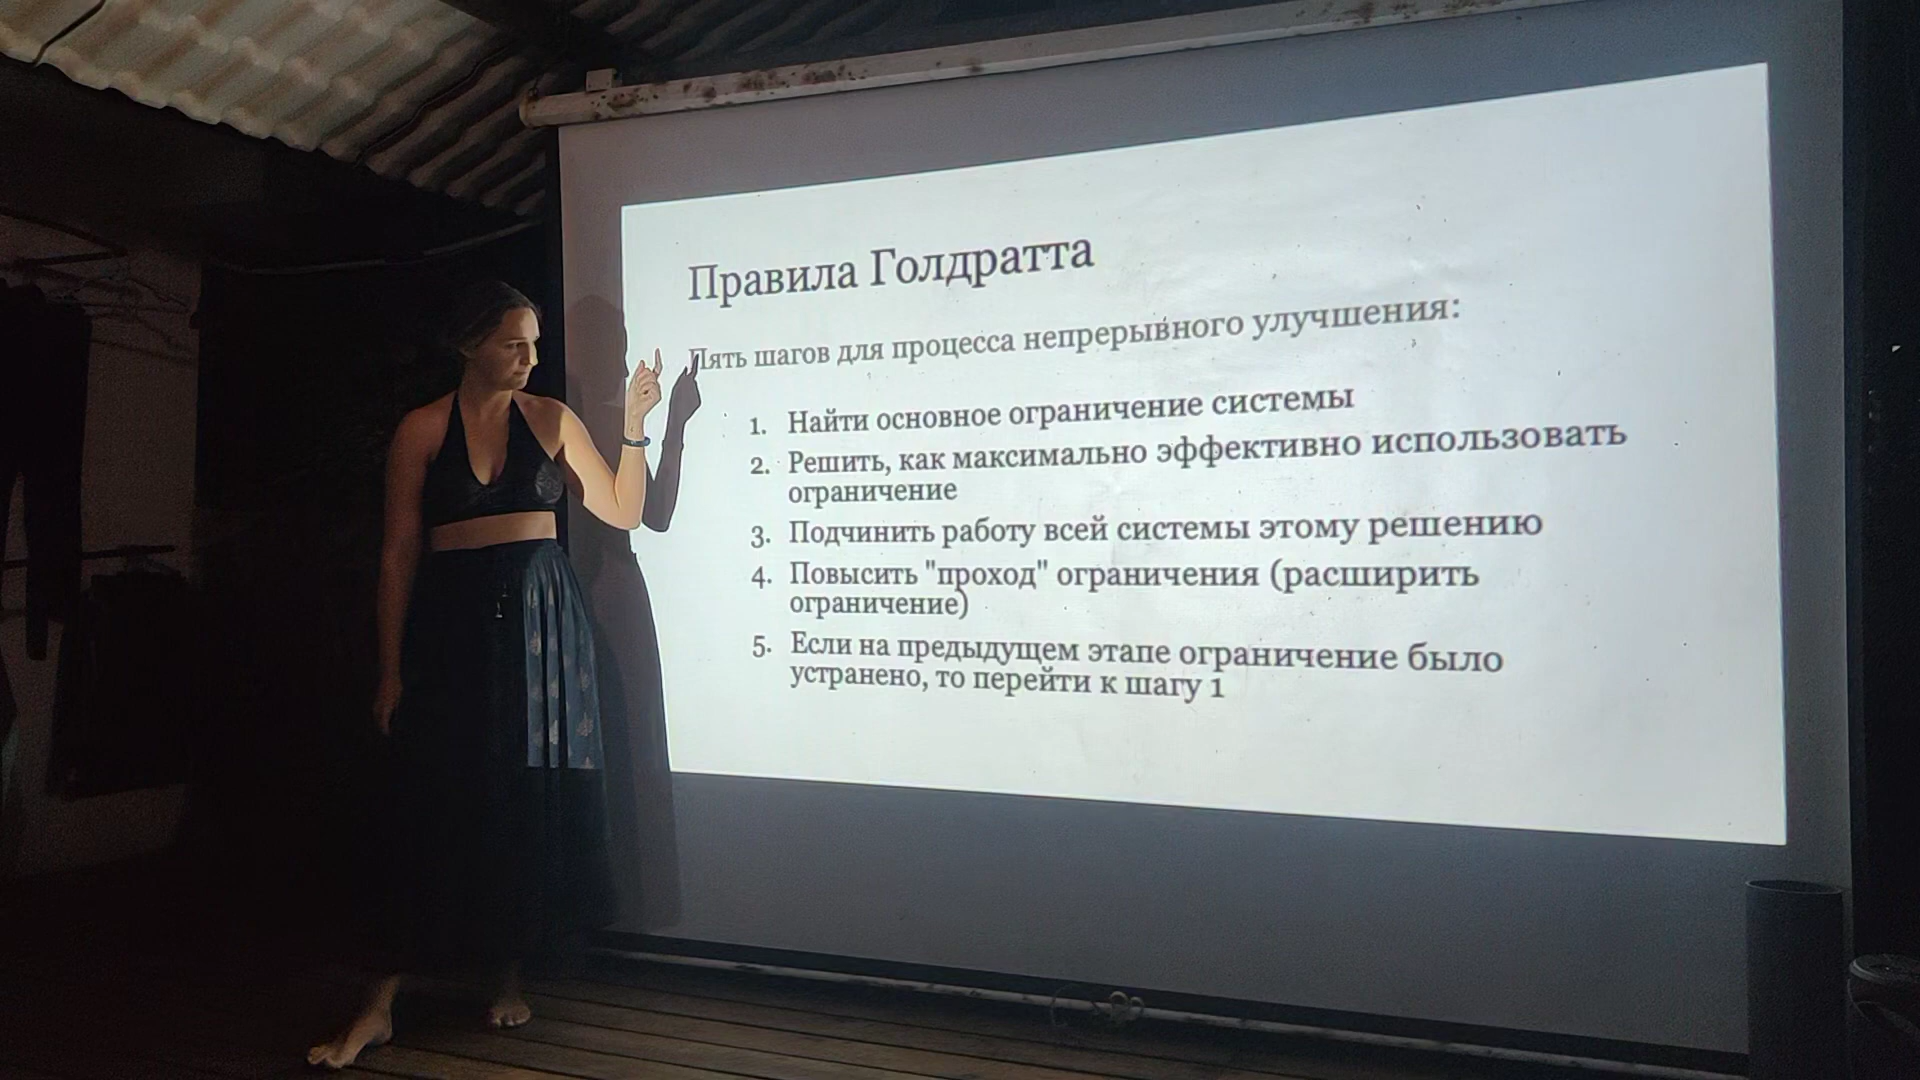 Правила Голдратта
Пять шагов для процесса непрерывного улучшения:
1. Найти основное ограничение системы
2. Решить, как максимально эффективно использовать
ограничение
3. Подчинить работу всей системы этому решению
4. Повысить "проход" ограничения (расширить
ограничение)
5. Если на предыдущем этапе ограничение было
устранено, то перейти к шагу 1